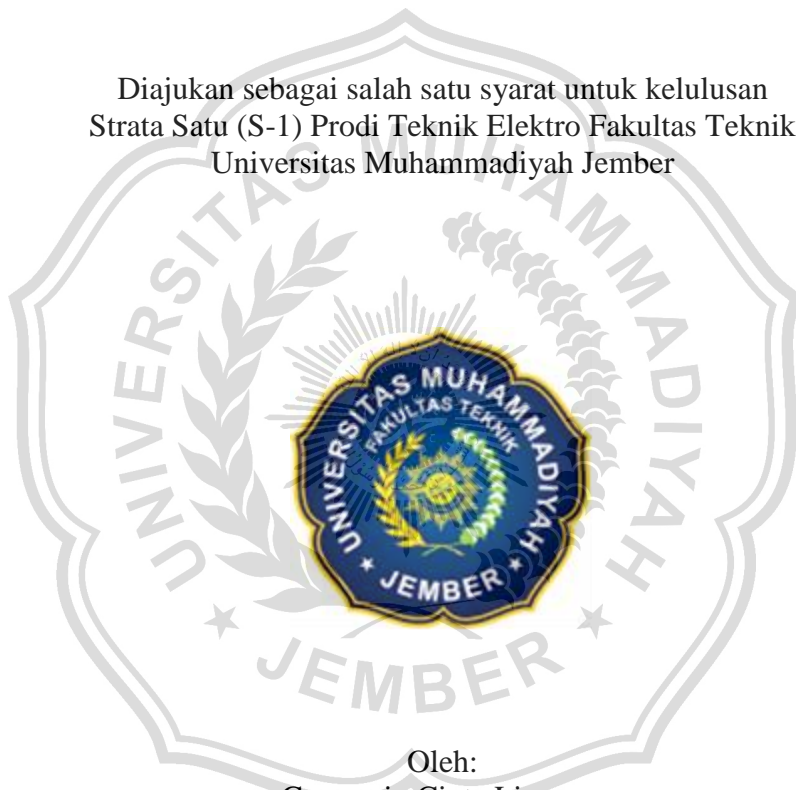 Diajukan sebagai salah satu syarat untuk kelulusan
Strata Satu (S-1) Prodi Teknik Elektro Fakultas Teknik
Universitas Muhammadiyah Jember
UNIVERSITAS MUHAMMADIYAH
JEMBER
UNIVERSITAS MUHAMMADIYAH
FAKULTAS TEKNIK
JEMBER
Oleh: